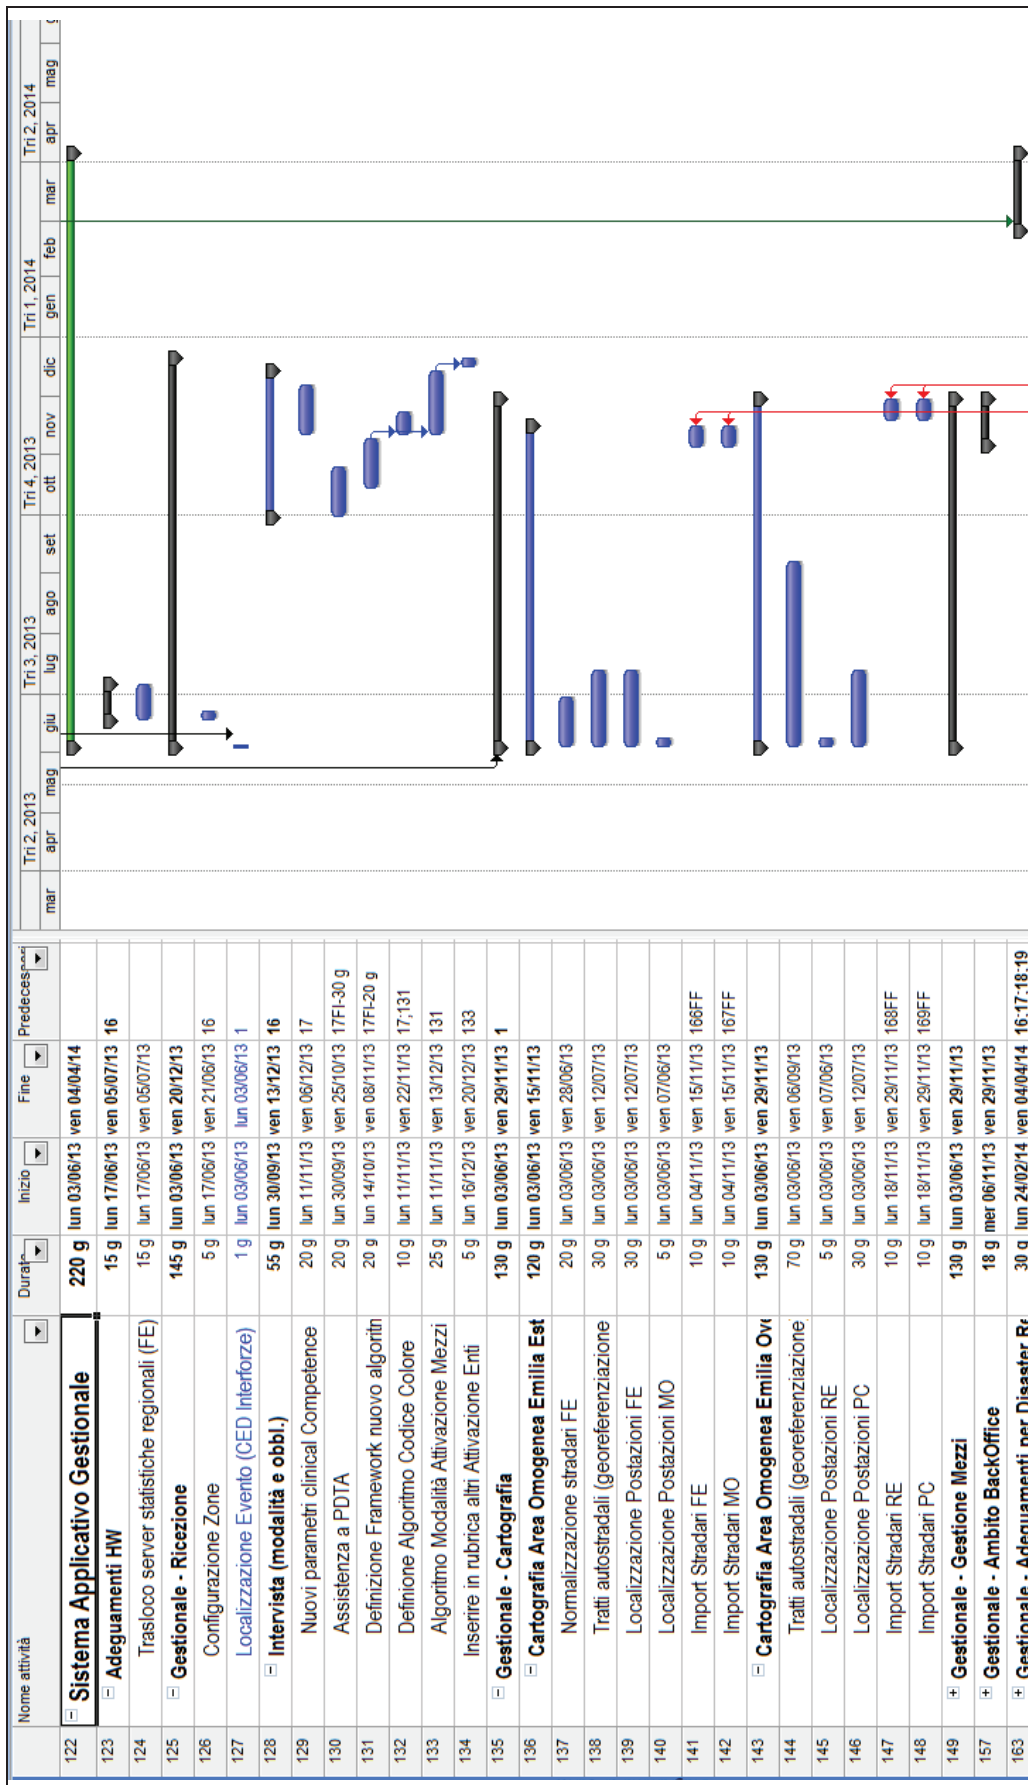 Nome attività Durat Inizio Fine Predecessori Tri 2, 2013 Tri 3, 2013 Tri 4, 2013 Tri 1, 2014 Tri 2, 2014
mar apr mag giu lug ago set ott nov dic gen feb mar apr mag g
122 Sistema Applicativo Gestionale 220 g lun 03/06/13 ven 04/04/14
123 Adeguamenti HW 15 g lun 17/06/13 ven 05/07/13 16
124 Trasloco server statistiche regionali (FE) 15 g lun 17/06/13 ven 05/07/13
125 Gestionale - Ricezione 145 g lun 03/06/13 ven 20/12/13
126 Configurazione Zone 5 g lun 17/06/13 ven 21/06/13 16
127 Localizzazione Evento (CED Interforze) 1 g lun 03/06/13 lun 03/06/13 1
128 Intervista (modalità e obbl.) 55 g lun 30/09/13 ven 13/12/13 16
129 Nuovi parametri clinical Competence 20 g lun 11/11/13 ven 06/12/13 17
130 Assistenza a PDTA 20 g lun 30/09/13 ven 25/10/13 17FI-30 g
131 Definizione Framework nuovo algoritn 20 g lun 14/10/13 ven 08/11/13 17FI-20 g
132 Definione Algoritmo Codice Colore 10 g lun 11/11/13 ven 22/11/13 17;131
133 Algoritmo Modalità Attivazione Mezzi 25 g lun 11/11/13 ven 13/12/13 131
134 Inserire in rubrica altri Attivazione Enti 5 g lun 16/12/13 ven 20/12/13 133
135 Gestionale - Cartografia 130 g lun 03/06/13 ven 29/11/13 1
136 Cartografia Area Omogenea Emilia Est 120 g lun 03/06/13 ven 15/11/13
137 Normalizzazione stradari FE 20 g lun 03/06/13 ven 28/06/13
138 Tratti autostradali (georeferenziazione 30 g lun 03/06/13 ven 12/07/13
139 Localizzazione Postazioni FE 30 g lun 03/06/13 ven 12/07/13
140 Localizzazione Postazioni MO 5 g lun 03/06/13 ven 07/06/13
141 Import Stradari FE 10 g lun 04/11/13 ven 15/11/13 166FF
142 Import Stradari MO 10 g lun 04/11/13 ven 15/11/13 167FF
143 Cartografia Area Omogenea Emilia Ove 130 g lun 03/06/13 ven 29/11/13
144 Tratti autostradali (georeferenziazione) 70 g lun 03/06/13 ven 06/09/13
145 Localizzazione Postazioni RE 5 g lun 03/06/13 ven 07/06/13
146 Localizzazione Postazioni PC 30 g lun 03/06/13 ven 12/07/13
147 Import Stradari RE 10 g lun 18/11/13 ven 29/11/13 168FF
148 Import Stradari PC 10 g lun 18/11/13 ven 29/11/13 169FF
149 Gestionale - Gestione Mezzi 130 g lun 03/06/13 ven 29/11/13
157 Gestionale - Ambito BackOffice 18 g mer 06/11/13 ven 29/11/13
163 Gestionale - Adeguamenti per Disaster Re 30 g lun 24/02/14 ven 04/04/14 16;17;18;19